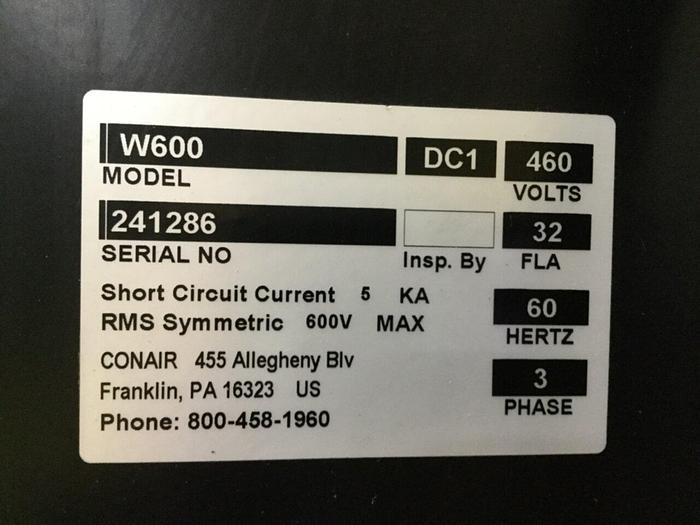 W600 DC1 460
MODEL VOLTS
241286 32
SERIAL NO Insp. By FLA
Short Circuit Current 5 KA
60
RMS Symmetric 600V MAX
HERTZ
CONAIR 455 Allegheny Blv
3
Franklin, PA 16323 US
PHASE
Phone: 800-458-1960